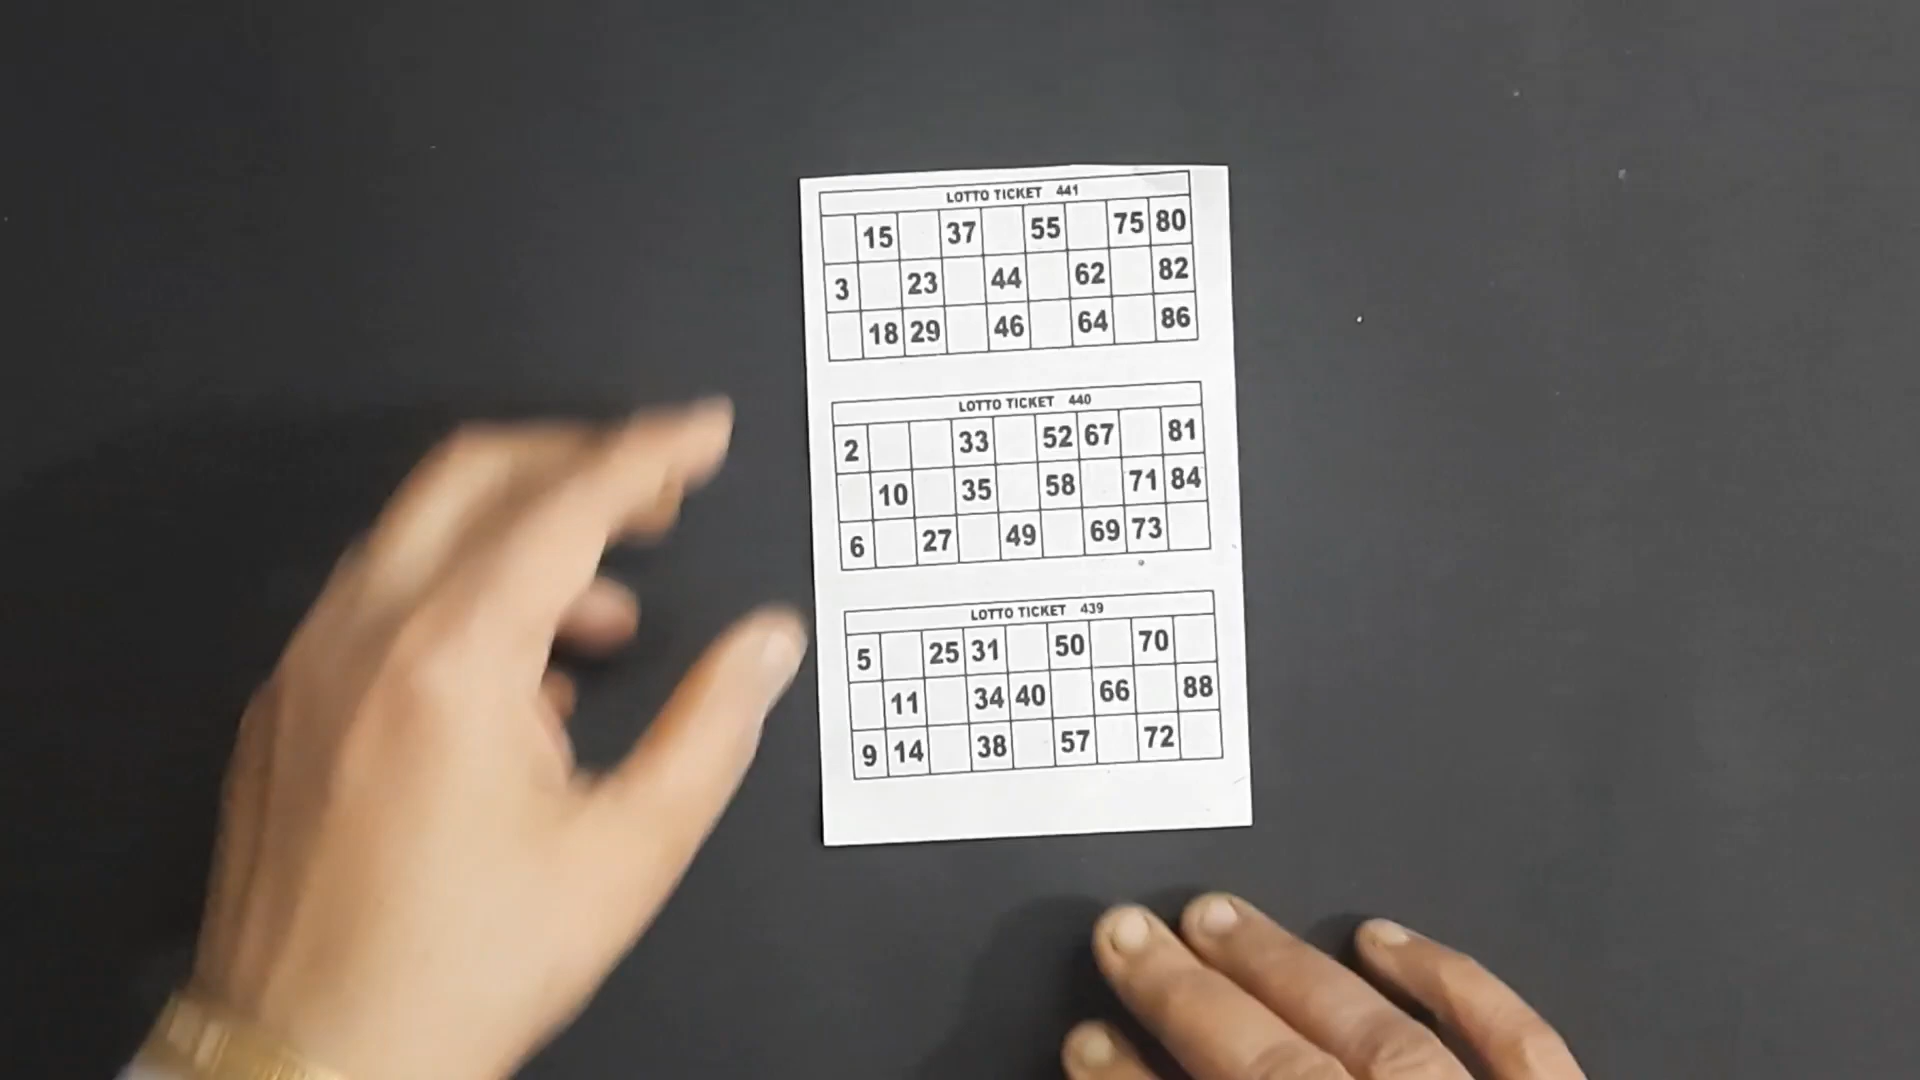 LOTTO TICKET 441
15 37 55 75 80
3 23 44 62 82
18 29 46 64 86
LOTTO TICKET 440
2 33 52 67 81
10 35 58 71 84
6 27 49 69 73
LOTTO TICKET 439
5 25 31 50 70
11 34 40 66 88
9 14 38 57 72